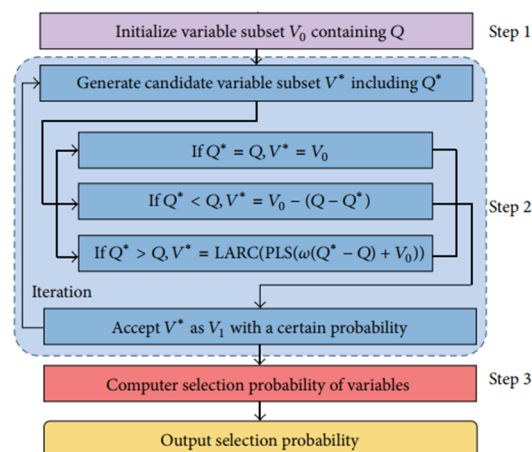 Initialize variable subset V₀ containing Q
Step 1
Generate candidate variable subset V* including Q*
If Q* = Q, V* = V₀
If Q* < Q, V* = V₀ − (Q − Q*)
Step 2
If Q* > Q, V* = LARC(PLS(ω(Q* − Q) + V₀))
Iteration
Accept V* as V₁ with a certain probability
Computer selection probability of variables
Step 3
Output selection probability